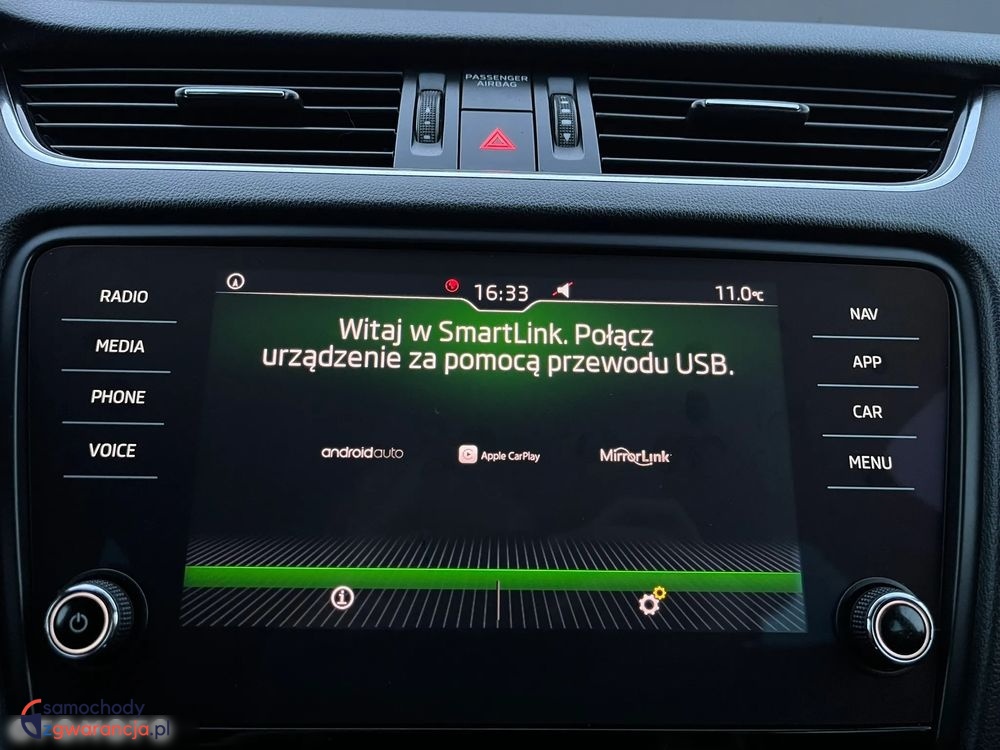 PASSENGER
AIRBAG
16:33
11.0°C
RADIO
MEDIA
PHONE
VOICE
Witaj w SmartLink. Połącz
urządzenie za pomocą przewodu USB.
androidauto
Apple CarPlay
MirrorLink
NAV
APP
CAR
MENU
samochody
zgwarancja.pl